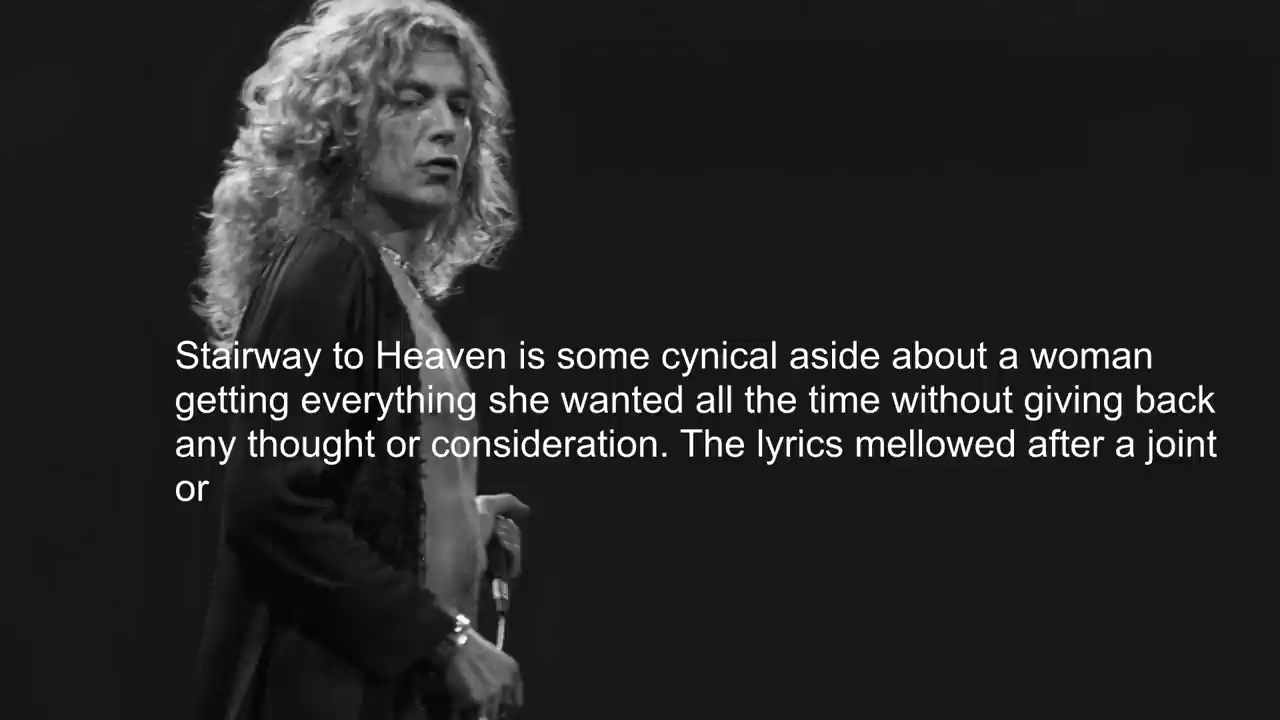 Stairway to Heaven is some cynical aside about a woman
getting everything she wanted all the time without giving back
any thought or consideration. The lyrics mellowed after a joint
or